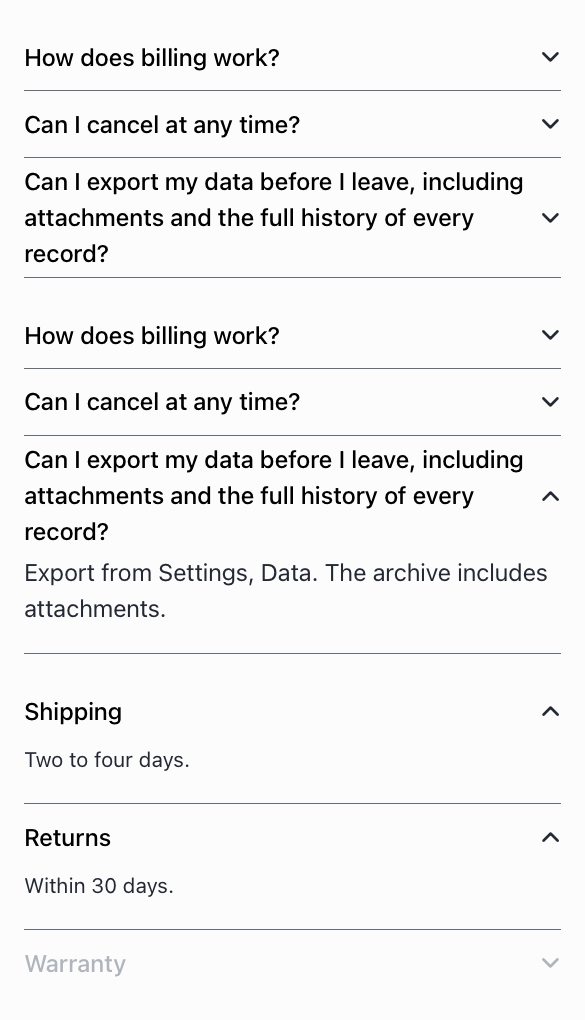 How does billing work?
Can I cancel at any time?
Can I export my data before I leave, including
attachments and the full history of every
record?
How does billing work?
Can I cancel at any time?
Can I export my data before I leave, including
attachments and the full history of every
record?
Export from Settings, Data. The archive includes
attachments.
Shipping
Two to four days.
Returns
Within 30 days.
Warranty